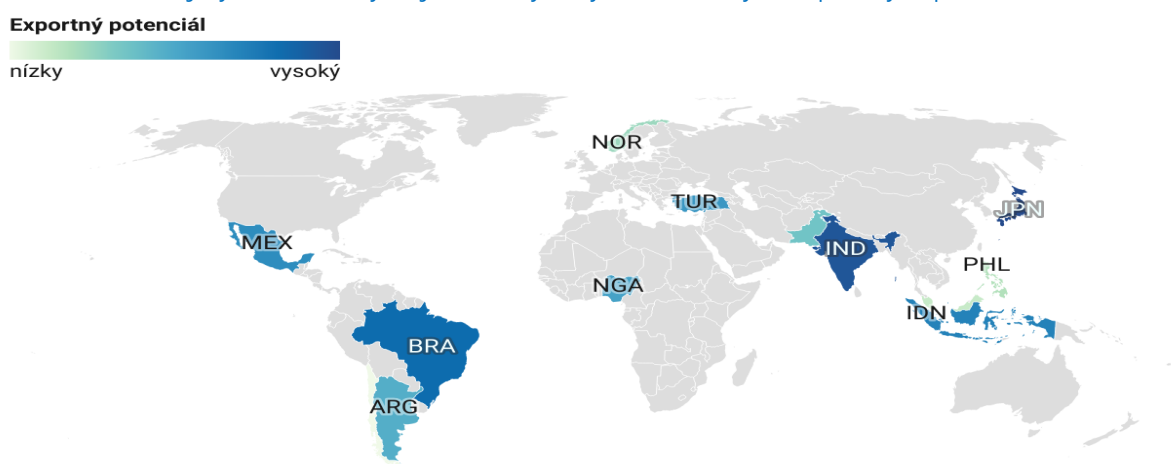 Exportný potenciál
nízky vysoký
NOR
TUR
JPN
MEX
IND
PHL
NGA
IDN
BRA
ARG